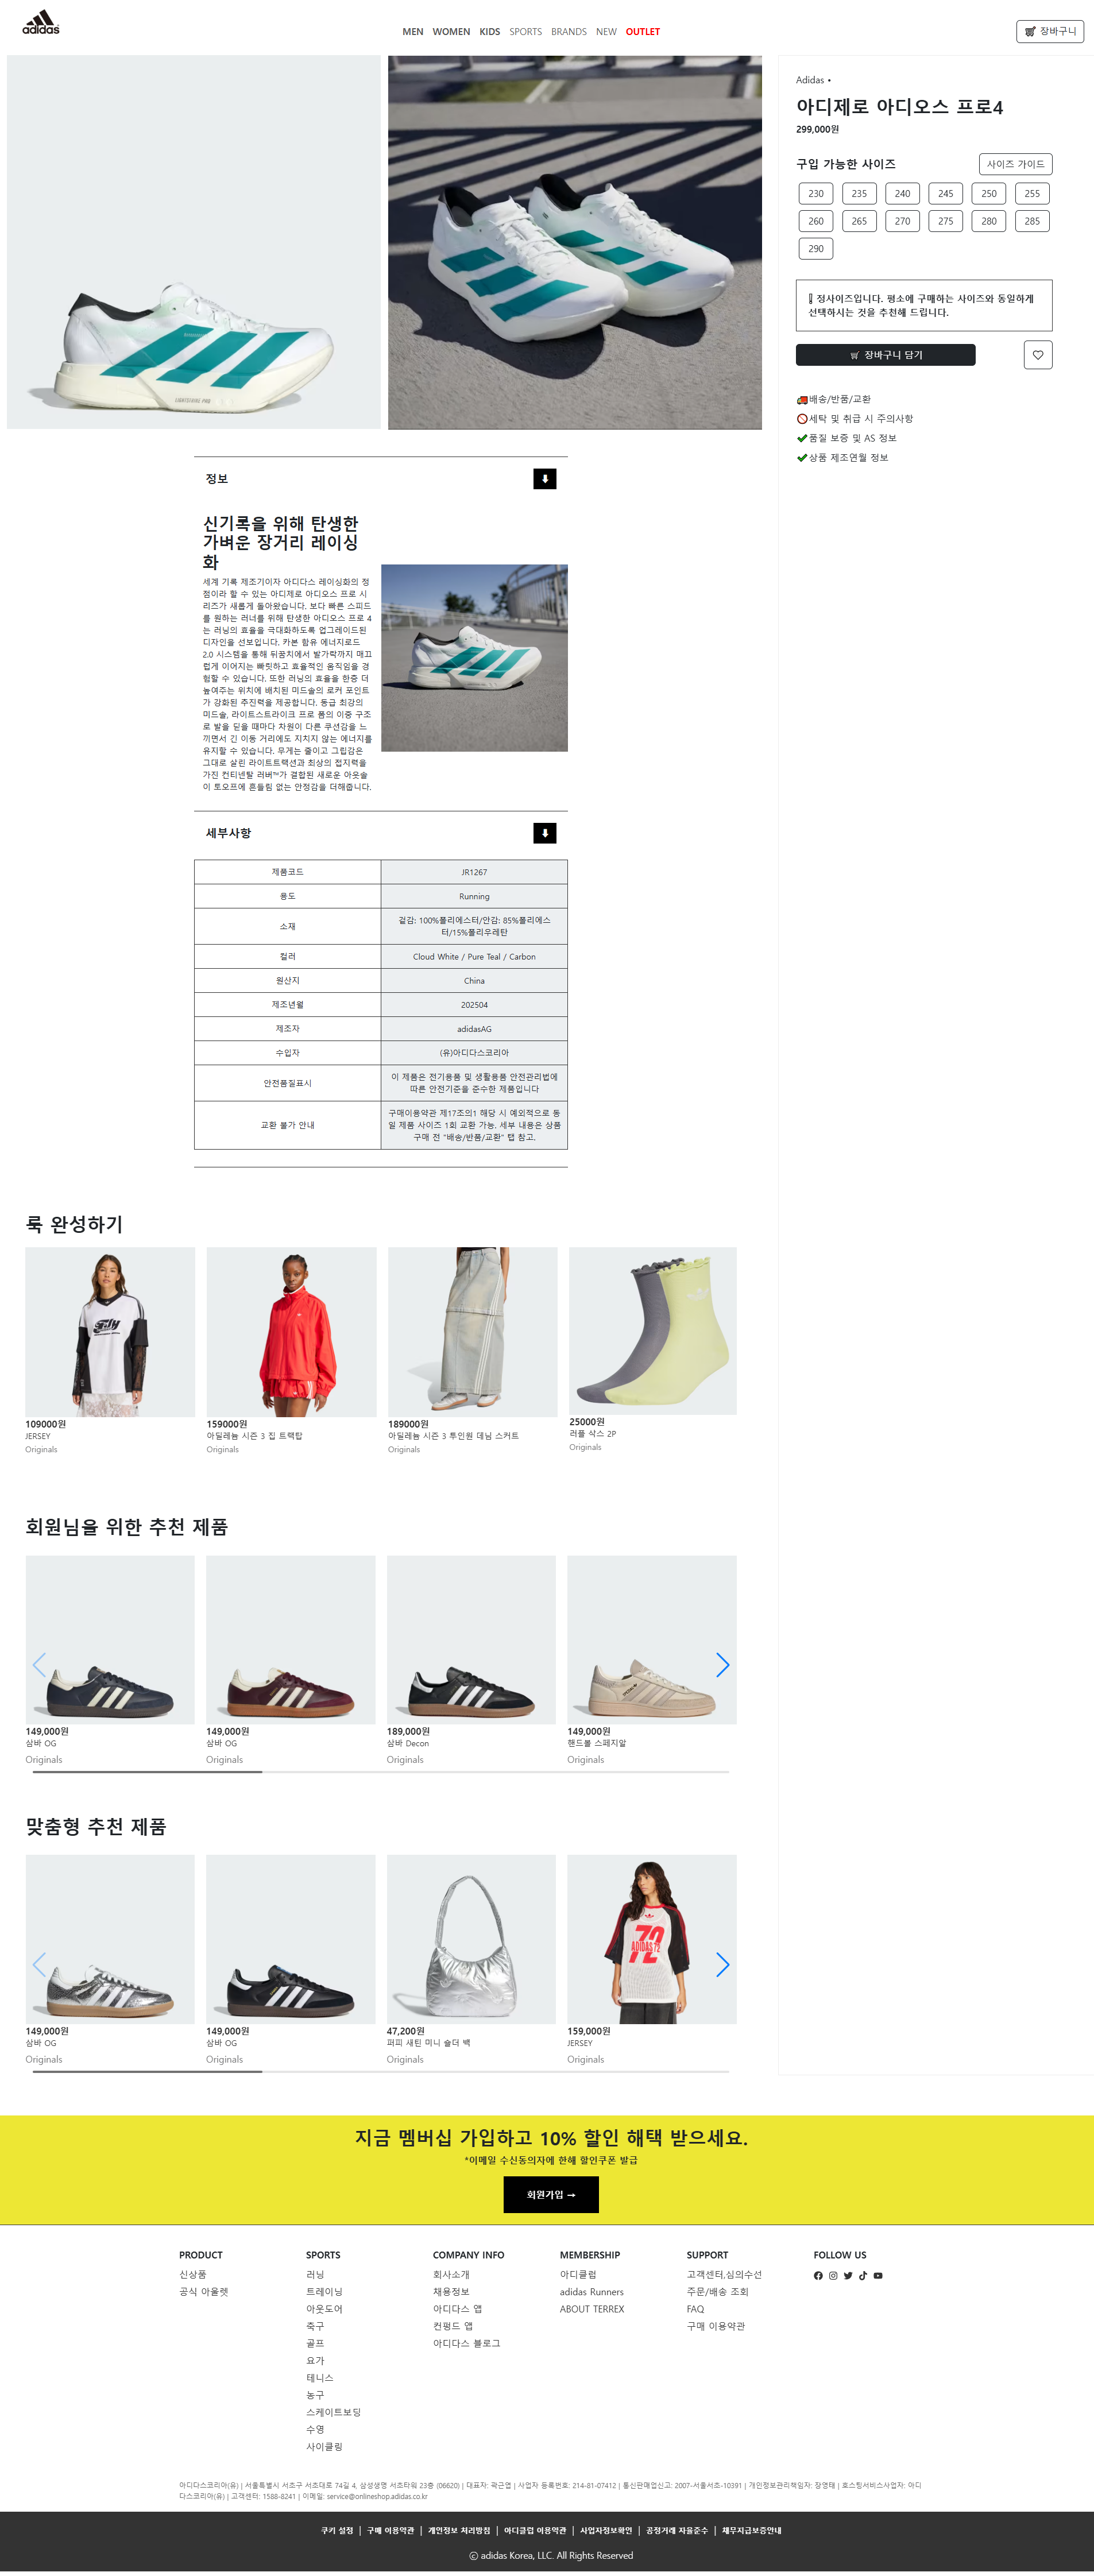 adidas
MEN WOMEN KIDS SPORTS BRANDS NEW OUTLET
장바구니
Adidas •
아디제로 아디오스 프로4
299,000원
구입 가능한 사이즈
사이즈 가이드
230 235 240 245 250 255
260 265 270 275 280 285
290
정사이즈입니다. 평소에 구매하는 사이즈와 동일하게
선택하시는 것을 추천해 드립니다.
장바구니 담기
배송/반품/교환
세탁 및 취급 시 주의사항
품질 보증 및 AS 정보
상품 제조연월 정보
정보
신기록을 위해 탄생한
가벼운 장거리 레이싱
화
세계 기록 제조기이자 아디다스 레이싱화의 정
점이라 할 수 있는 아디제로 아디오스 프로 시
리즈가 새롭게 돌아왔습니다. 보다 빠른 스피드
를 원하는 러너를 위해 탄생한 아디오스 프로 4
는 러닝의 효율을 극대화하도록 업그레이드된
디자인을 선보입니다. 카본 함유 에너지로드
2.0 시스템을 통해 뒤꿈치에서 발가락까지 매끄
럽게 이어지는 빠릿하고 효율적인 움직임을 경
험할 수 있습니다. 또한 러닝의 효율을 한층 더
높여주는 위치에 배치된 미드솔의 로커 포인트
가 강화된 추진력을 제공합니다. 동급 최강의
미드솔, 라이트스트라이크 프로 폼의 이중 구조
로 발을 딛을 때마다 차원이 다른 쿠션감을 느
끼면서 긴 이동 거리에도 지치지 않는 에너지를
유지할 수 있습니다. 무게는 줄이고 그립감은
그대로 살린 라이트트랙션과 최상의 접지력을
가진 컨티넨탈 러버™가 결합된 새로운 아웃솔
이 토오프에 흔들림 없는 안정감을 더해줍니다.
세부사항
제품코드 JR1267
용도 Running
소재 겉감: 100%폴리에스터/안감: 85%폴리에스
터/15%폴리우레탄
컬러 Cloud White / Pure Teal / Carbon
원산지 China
제조년월 202504
제조자 adidasAG
수입자 (유)아디다스코리아
안전품질표시 이 제품은 전기용품 및 생활용품 안전관리법에
따른 안전기준을 준수한 제품입니다
교환 불가 안내 구매이용약관 제17조의1 해당 시 예외적으로 동
일 제품 사이즈 1회 교환 가능. 세부 내용은 상품
구매 전 "배송/반품/교환" 탭 참고.
룩 완성하기
109000원 159000원 189000원 25000원
JERSEY 아딜레늄 시즌 3 집 트랙탑 아딜레늄 시즌 3 투인원 데님 스커트 러플 삭스 2P
Originals Originals Originals Originals
회원님을 위한 추천 제품
149,000원 149,000원 189,000원 149,000원
삼바 OG 삼바 OG 삼바 Decon 핸드볼 스페지알
Originals Originals Originals Originals
맞춤형 추천 제품
72
ADIDAS 72
149,000원 149,000원 47,200원 159,000원
삼바 OG 삼바 OG 퍼피 새틴 미니 숄더 백 JERSEY
Originals Originals Originals Originals
지금 멤버십 가입하고 10% 할인 해택 받으세요.
*이메일 수신동의자에 한해 할인쿠폰 발급
회원가입 →
PRODUCT
신상품
공식 아울렛
SPORTS
러닝
트레이닝
아웃도어
축구
골프
요가
테니스
농구
스케이트보딩
수영
사이클링
COMPANY INFO
회사소개
채용정보
아디다스 앱
컨펌드 앱
아디다스 블로그
MEMBERSHIP
아디클럽
adidas Runners
ABOUT TERREX
SUPPORT
고객센터,심의수선
주문/배송 조회
FAQ
구매 이용약관
FOLLOW US
아디다스코리아(유) | 서울특별시 서초구 서초대로 74길 4, 삼성생명 서초타워 23층 (06620) | 대표자: 곽근엽 | 사업자 등록번호: 214-81-07412 | 통신판매업신고: 2007-서울서초-10391 | 개인정보관리책임자: 장영태 | 호스팅서비스사업자: 아디
다스코리아(유) | 고객센터: 1588-8241 | 이메일: service@onlineshop.adidas.co.kr
쿠키 설정 | 구매 이용약관 | 개인정보 처리방침 | 아디클럽 이용약관 | 사업자정보확인 | 공정거래 자율준수 | 채무지급보증안내
ⓒ adidas Korea, LLC. All Rights Reserved